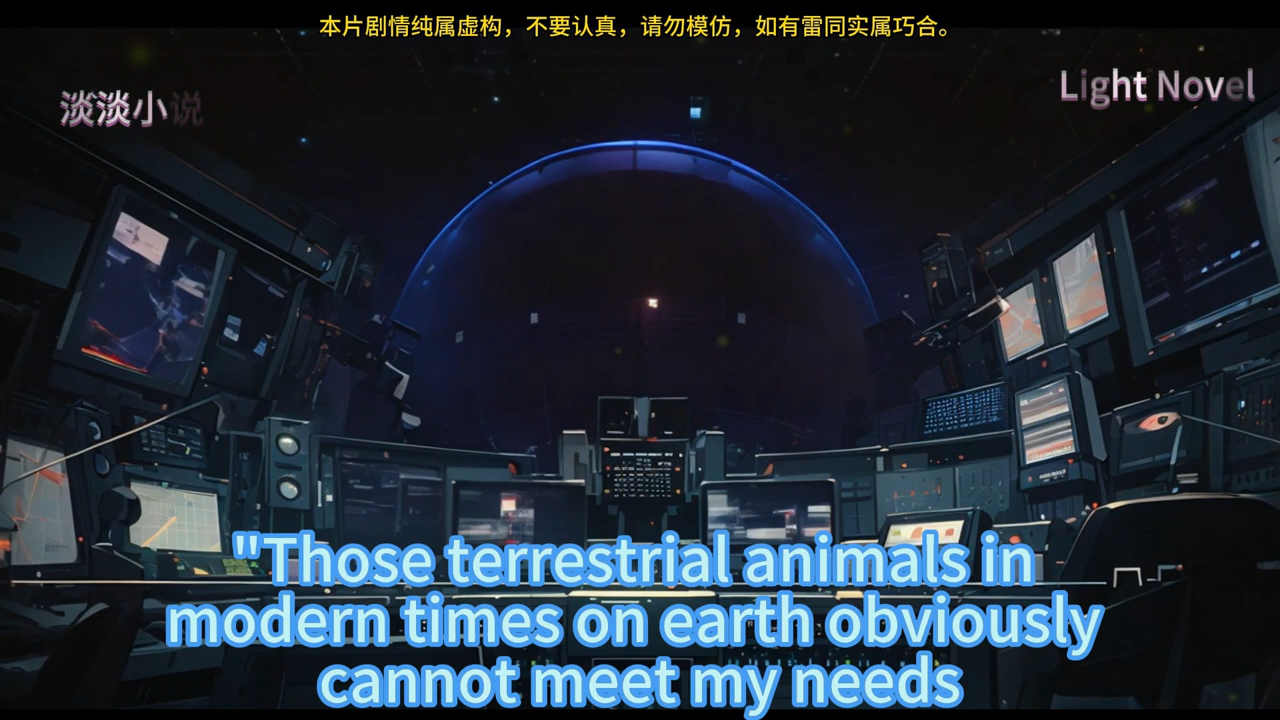 本片剧情纯属虚构，不要认真，请勿模仿，如有雷同实属巧合。
淡淡小说
Light Novel
"Those terrestrial animals in
modern times on earth obviously
cannot meet my needs